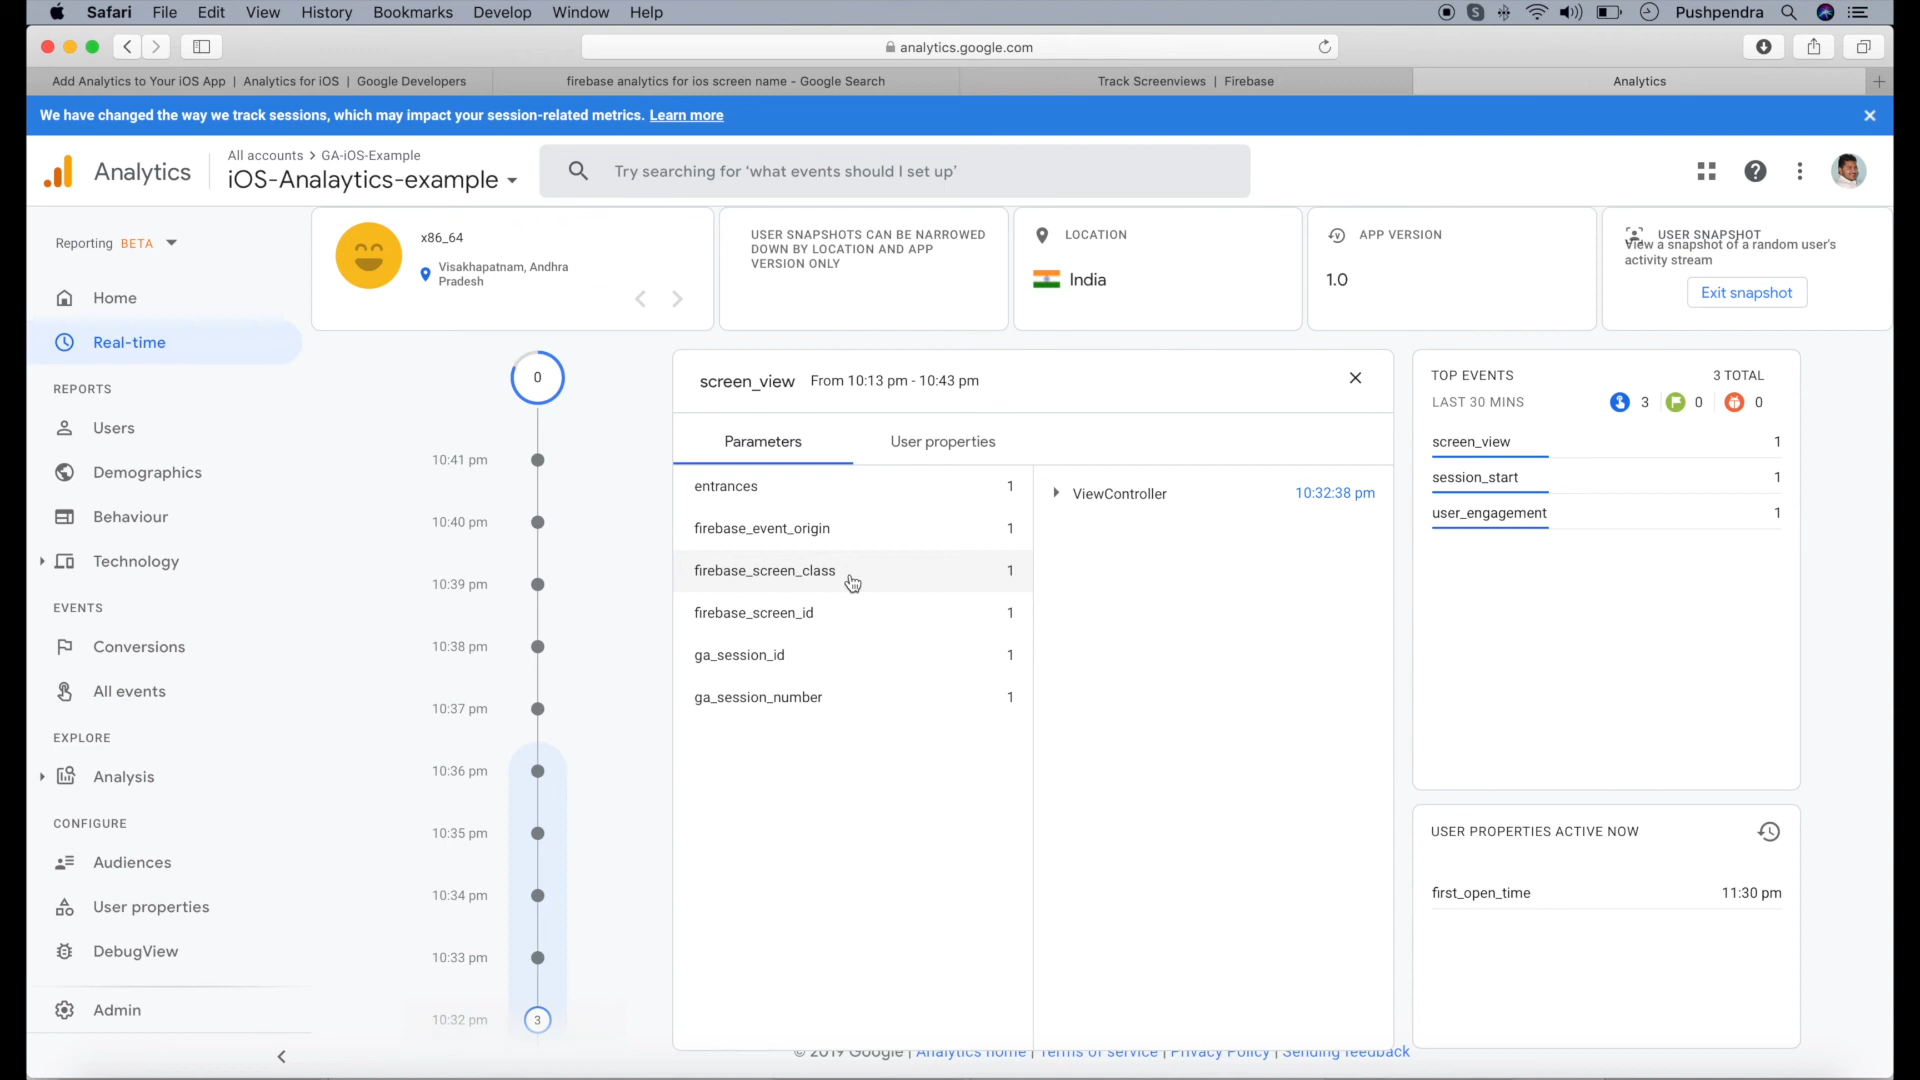 Safari File Edit View History Bookmarks Develop Window Help Pushpendra
analytics.google.com
Add Analytics to Your iOS App | Analytics for iOS | Google Developers
firebase analytics for ios screen name - Google Search
Track Screenviews | Firebase
Analytics
We have changed the way we track sessions, which may impact your session-related metrics. Learn more
Analytics
All accounts > GA-iOS-Example
iOS-Analaytics-example
Try searching for 'what events should I set up'
Reporting BETA
Home
Real-time
REPORTS
Users
Demographics
Behaviour
Technology
EVENTS
Conversions
All events
EXPLORE
Analysis
CONFIGURE
Audiences
User properties
DebugView
Admin
x86_64
Visakhapatnam, Andhra
Pradesh
USER SNAPSHOTS CAN BE NARROWED
DOWN BY LOCATION AND APP
VERSION ONLY
LOCATION
India
APP VERSION
1.0
USER SNAPSHOT
View a snapshot of a random user's
activity stream
Exit snapshot
0
10:41 pm
10:40 pm
10:39 pm
10:38 pm
10:37 pm
10:36 pm
10:35 pm
10:34 pm
10:33 pm
10:32 pm 3
screen_view From 10:13 pm - 10:43 pm
Parameters User properties
entrances 1
firebase_event_origin 1
firebase_screen_class 1
firebase_screen_id 1
ga_session_id 1
ga_session_number 1
ViewController 10:32:38 pm
TOP EVENTS 3 TOTAL
LAST 30 MINS 3 0 0
screen_view 1
session_start 1
user_engagement 1
USER PROPERTIES ACTIVE NOW
first_open_time 11:30 pm
© 2019 Google | Analytics home | Terms of service | Privacy Policy | Sending feedback